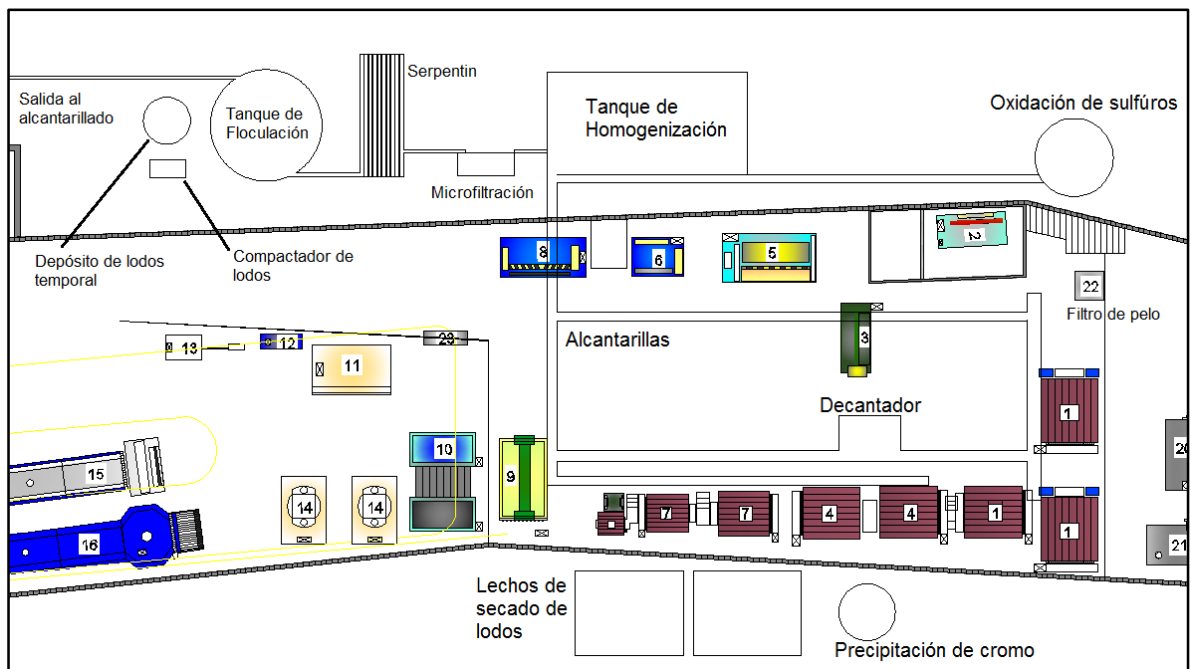 Serpentin
Salida al
alcantarillado
Tanque de
Floculación
Tanque de
Homogenización
Oxidación de sulfúros
Microfiltración
Depósito de lodos
temporal
Compactador de
lodos
8
6
5
2
22
Filtro de pelo
13
12
23
11
Alcantarillas
3
Decantador
1
10
9
15
14
14
16
7
7
4
4
1
1
20
21
Lechos de
secado de
lodos
Precipitación de cromo